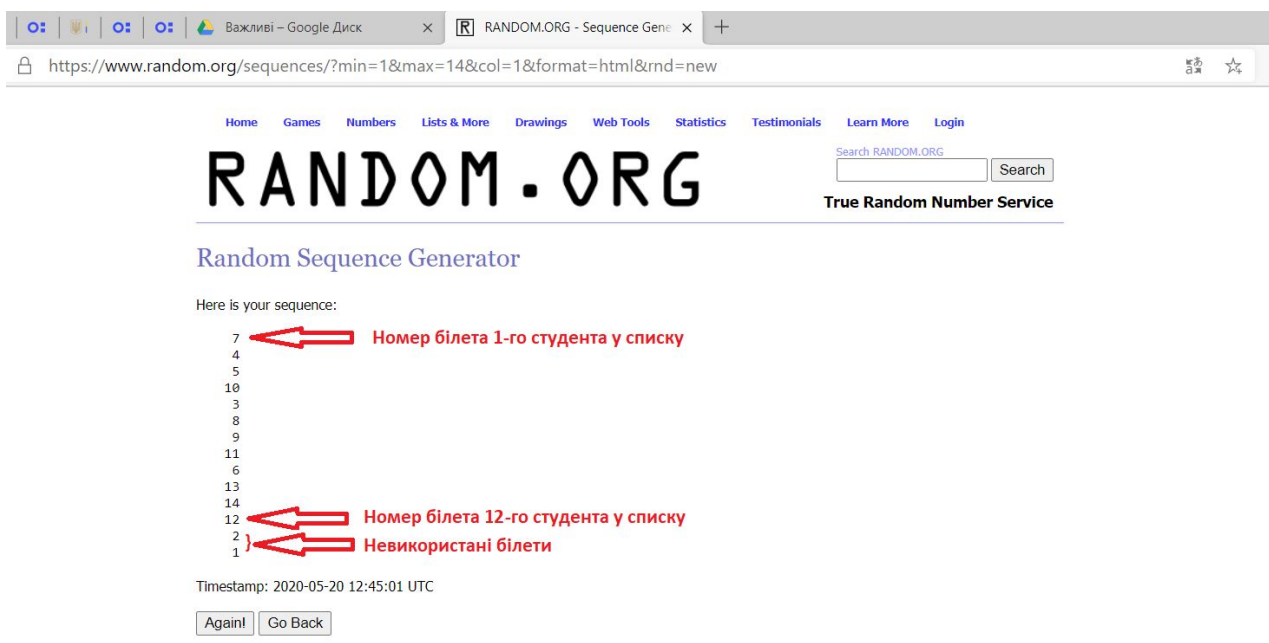 Важливі – Google Диск RANDOM.ORG - Sequence Gene
https://www.random.org/sequences/?min=1&max=14&col=1&format=html&rnd=new
Home Games Numbers Lists & More Drawings Web Tools Statistics Testimonials Learn More Login
RANDOM.ORG
Search RANDOM.ORG
Search
True Random Number Service
Random Sequence Generator
Here is your sequence:
7 Номер білета 1-го студента у списку
4
5
10
3
8
9
11
6
13
14
12 Номер білета 12-го студента у списку
2
1
} Невикористані білети
Timestamp: 2020-05-20 12:45:01 UTC
Again! Go Back